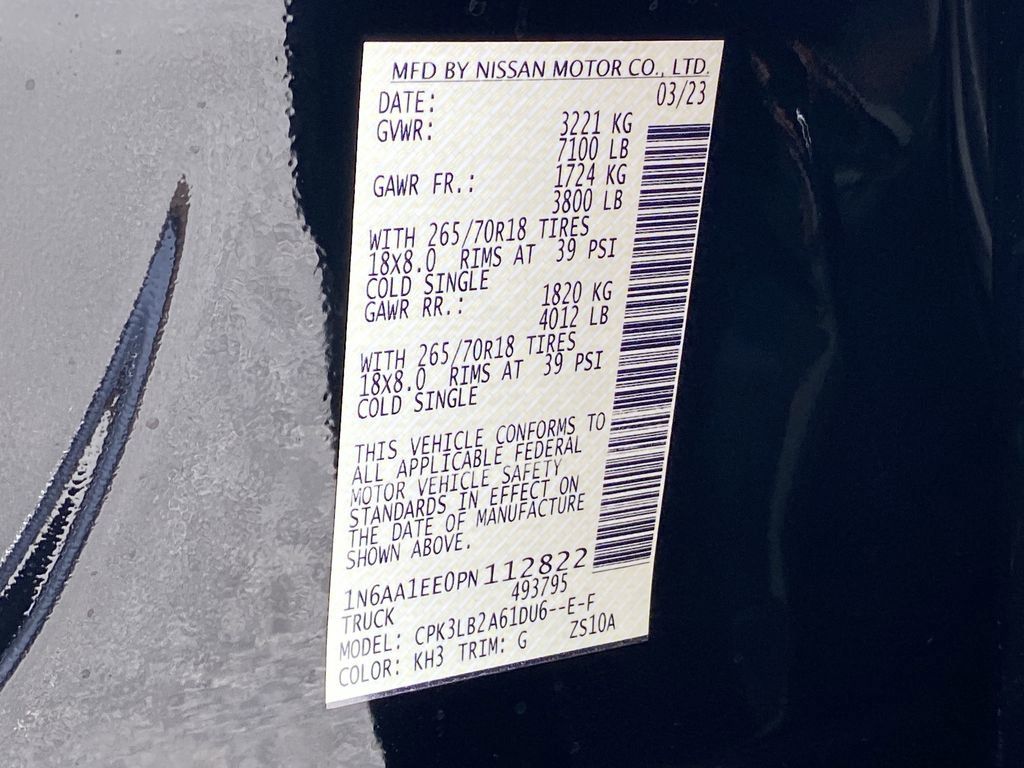 MFD BY NISSAN MOTOR CO., LTD.
DATE: 03/23
GVWR: 3221 KG
7100 LB
GAWR FR.: 1724 KG
3800 LB
WITH 265/70R18 TIRES
18X8.0 RIMS AT 39 PSI
COLD SINGLE
GAWR RR.: 1820 KG
4012 LB
WITH 265/70R18 TIRES
18X8.0 RIMS AT 39 PSI
COLD SINGLE
THIS VEHICLE CONFORMS TO
ALL APPLICABLE FEDERAL
MOTOR VEHICLE SAFETY
STANDARDS IN EFFECT ON
THE DATE OF MANUFACTURE
SHOWN ABOVE.
1N6AA1EE0PN112822
TRUCK 493795
MODEL: CPK3LB2A61DU6--E-F
COLOR: KH3 TRIM: G ZS10A